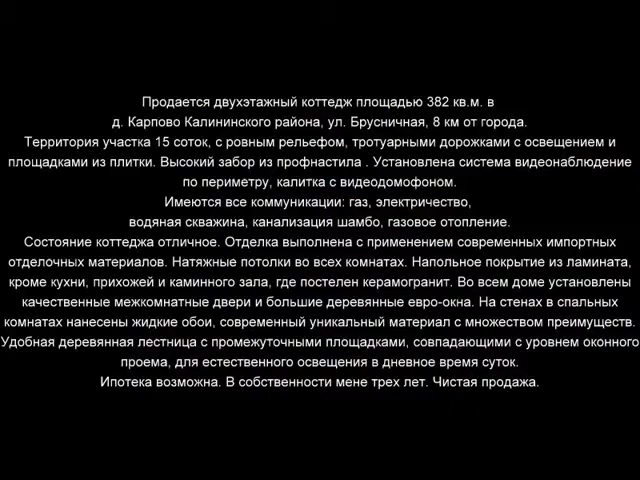 Продается двухэтажный коттедж площадью 382 кв.м. в
д. Карпово Калининского района, ул. Брусничная, 8 км от города.
Территория участка 15 соток, с ровным рельефом, тротуарными дорожками с освещением и
площадками из плитки. Высокий забор из профнастила . Установлена система видеонаблюдение
по периметру, калитка с видеодомофоном.
Имеются все коммуникации: газ, электричество,
водяная скважина, канализация шамбо, газовое отопление.
Состояние коттеджа отличное. Отделка выполнена с применением современных импортных
отделочных материалов. Натяжные потолки во всех комнатах. Напольное покрытие из ламината,
кроме кухни, прихожей и каминного зала, где постелен керамогранит. Во всем доме установлены
качественные межкомнатные двери и большие деревянные евро-окна. На стенах в спальных
комнатах нанесены жидкие обои, современный уникальный материал с множеством преимуществ.
Удобная деревянная лестница с промежуточными площадками, совпадающими с уровнем оконного
проема, для естественного освещения в дневное время суток.
Ипотека возможна. В собственности мене трех лет. Чистая продажа.